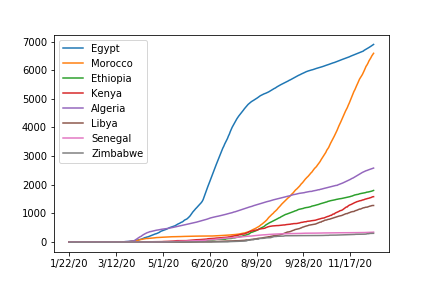 7000
6000
5000
4000
3000
2000
1000
0
Egypt
Morocco
Ethiopia
Kenya
Algeria
Libya
Senegal
Zimbabwe
1/22/20 3/12/20 5/1/20 6/20/20 8/9/20 9/28/20 11/17/20